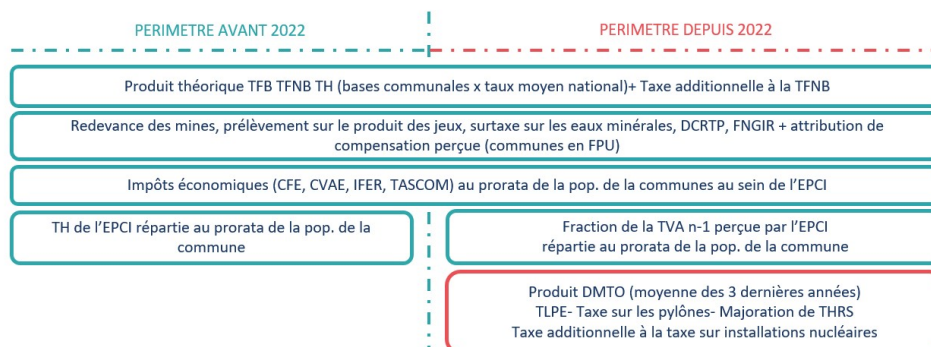 PERIMETRE AVANT 2022
PERIMETRE DEPUIS 2022
Produit théorique TFB TFNB TH (bases communales x taux moyen national)+ Taxe additionnelle à la TFNB
Redevance des mines, prélèvement sur le produit des jeux, surtaxe sur les eaux minérales, DCRTP, FNGIR + attribution de
compensation perçue (communes en FPU)
Impôts économiques (CFE, CVAE, IFER, TASCOM) au prorata de la pop. de la communes au sein de l'EPCI
TH de l'EPCI répartie au prorata de la pop. de la
commune
Fraction de la TVA n-1 perçue par l'EPCI
répartie au prorata de la pop. de la commune
Produit DMTO (moyenne des 3 dernières années)
TLPE- Taxe sur les pylônes- Majoration de THRS
Taxe additionnelle à la taxe sur installations nucléaires